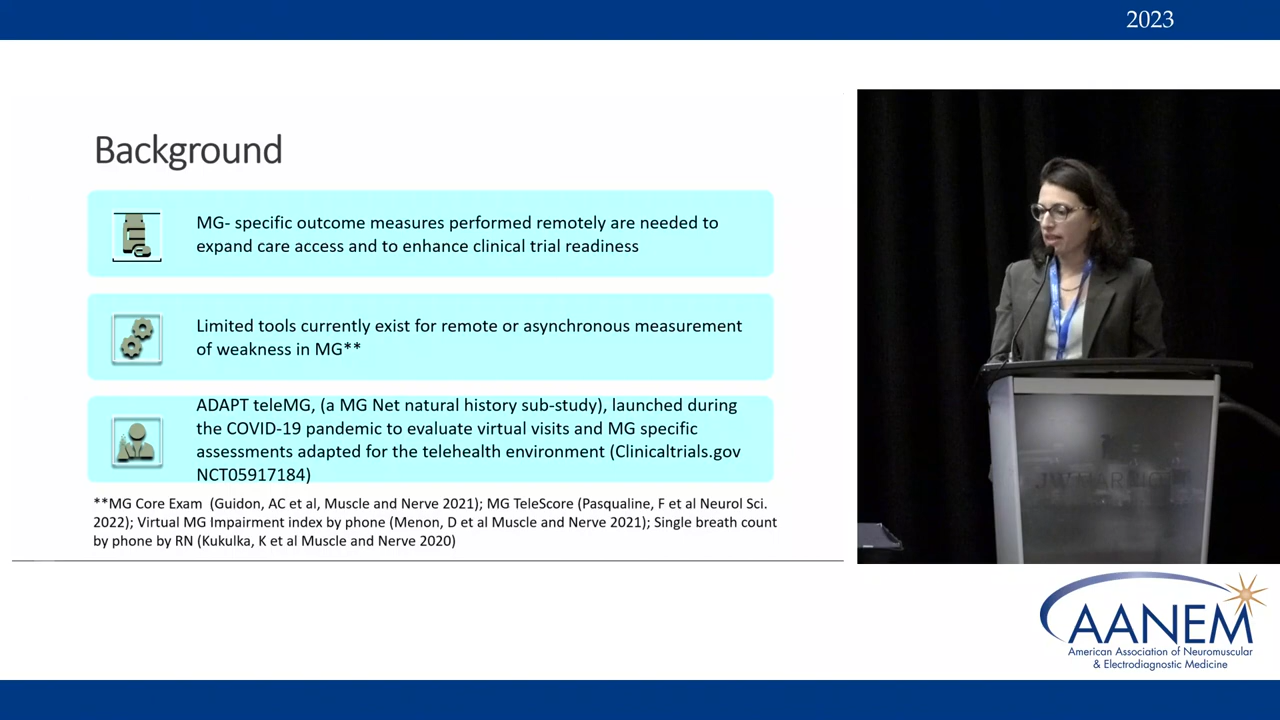 2023
Background
MG- specific outcome measures performed remotely are needed to
expand care access and to enhance clinical trial readiness
Limited tools currently exist for remote or asynchronous measurement
of weakness in MG**
ADAPT teleMG, (a MG Net natural history sub-study), launched during
the COVID-19 pandemic to evaluate virtual visits and MG specific
assessments adapted for the telehealth environment (Clinicaltrials.gov
NCT05917184)
**MG Core Exam (Guidon, AC et al, Muscle and Nerve 2021); MG TeleScore (Pasqualine, F et al Neurol Sci.
2022); Virtual MG Impairment index by phone (Menon, D et al Muscle and Nerve 2021); Single breath count
by phone by RN (Kukulka, K et al Muscle and Nerve 2020)
JW MARRIOTT
AANEM
American Association of Neuromuscular
& Electrodiagnostic Medicine